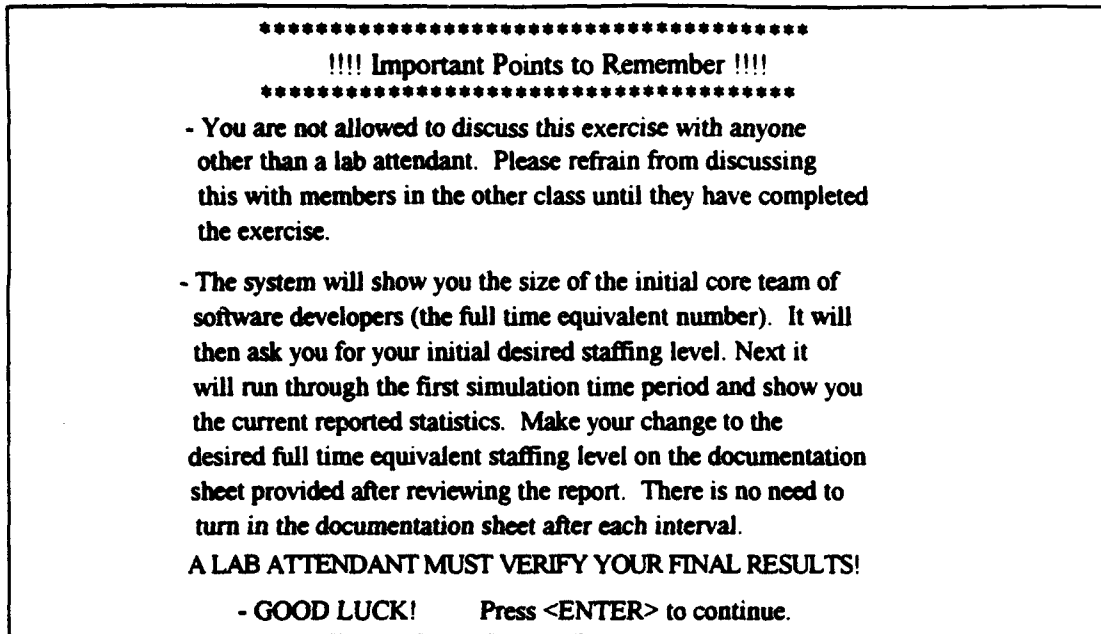 **************************************
!!!! Important Points to Remember !!!!
*************************************
- You are not allowed to discuss this exercise with anyone
other than a lab attendant. Please refrain from discussing
this with members in the other class until they have completed
the exercise.
- The system will show you the size of the initial core team of
software developers (the full time equivalent number). It will
then ask you for your initial desired staffing level. Next it
will run through the first simulation time period and show you
the current reported statistics. Make your change to the
desired full time equivalent staffing level on the documentation
sheet provided after reviewing the report. There is no need to
turn in the documentation sheet after each interval.
A LAB ATTENDANT MUST VERIFY YOUR FINAL RESULTS!
- GOOD LUCK! Press <ENTER> to continue.